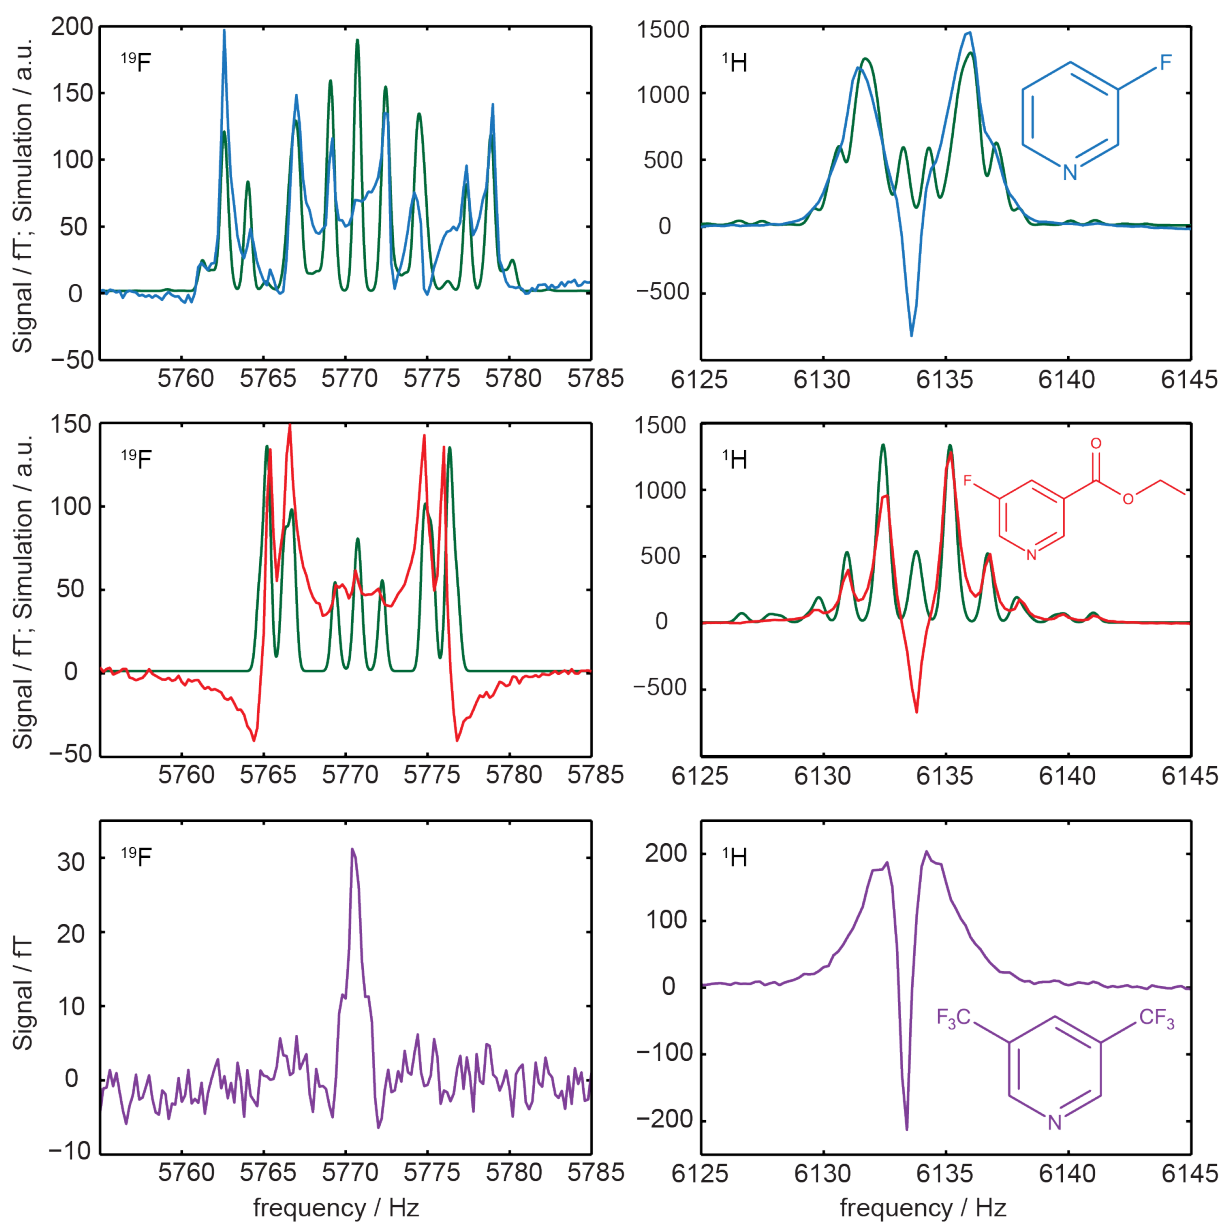 200
150
100
50
0
−50
Signal / fT; Simulation / a.u.
¹⁹F
5760 5765 5770 5775 5780 5785
1500
1000
500
0
−500
¹H
F
N
6125 6130 6135 6140 6145
150
100
50
0
−50
Signal / fT; Simulation / a.u.
¹⁹F
5760 5765 5770 5775 5780 5785
1500
1000
500
0
−500
¹H
O
F
O
N
6125 6130 6135 6140 6145
30
20
10
0
−10
Signal / fT
¹⁹F
5760 5765 5770 5775 5780 5785
frequency / Hz
200
100
0
−100
−200
¹H
F₃C CF₃
N
6125 6130 6135 6140 6145
frequency / Hz